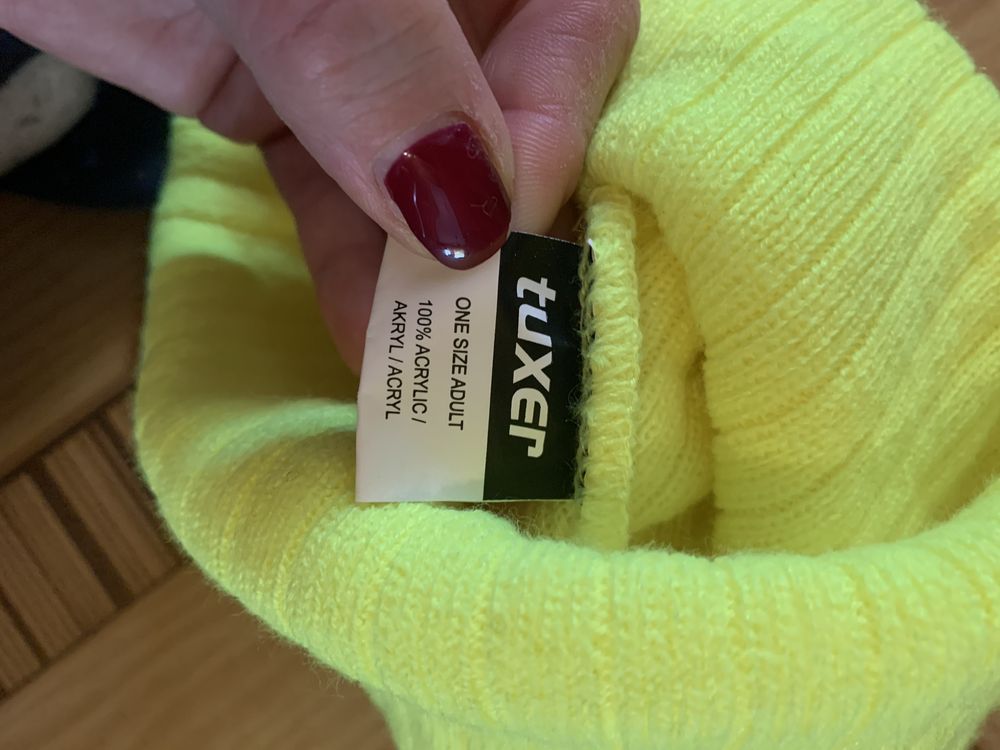 tuxer
ONE SIZE ADULT
100% ACRYLIC /
AKRYL / ACRYL